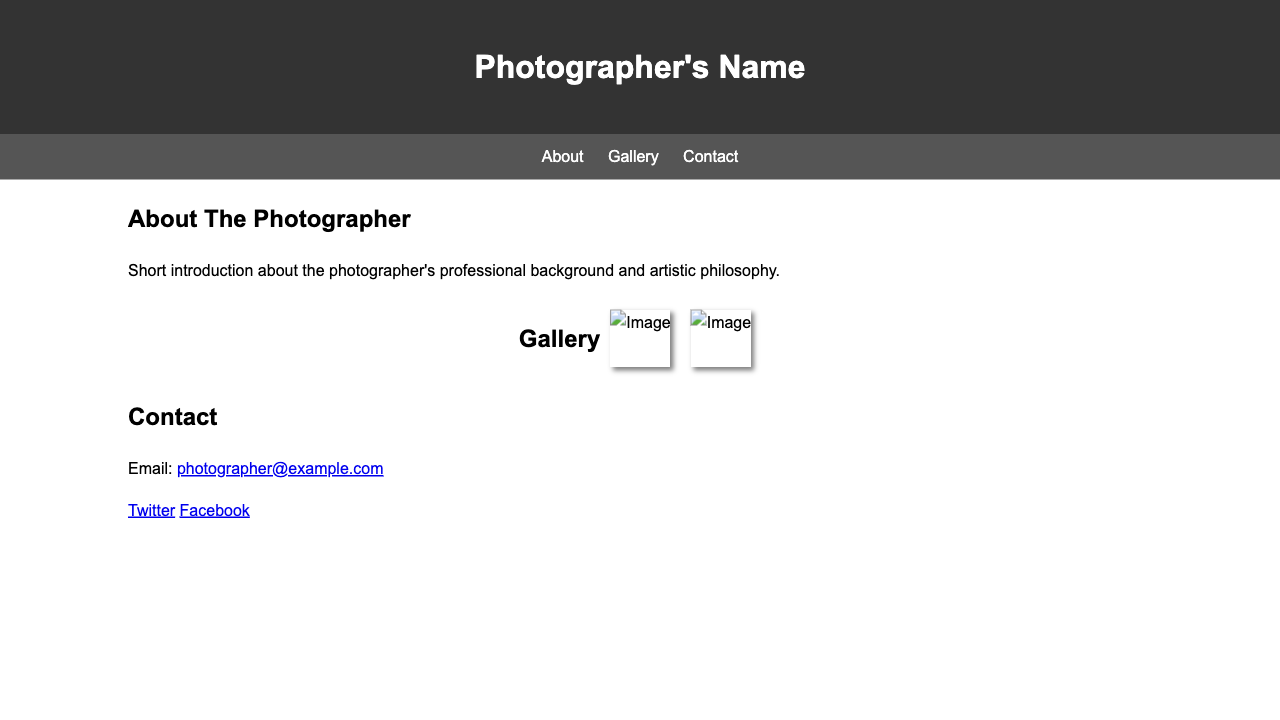 Photographer's Name
About Gallery Contact
About The Photographer
Short introduction about the photographer's professional background and artistic philosophy.
Gallery Image Image
Contact
Email: photographer@example.com
Twitter Facebook